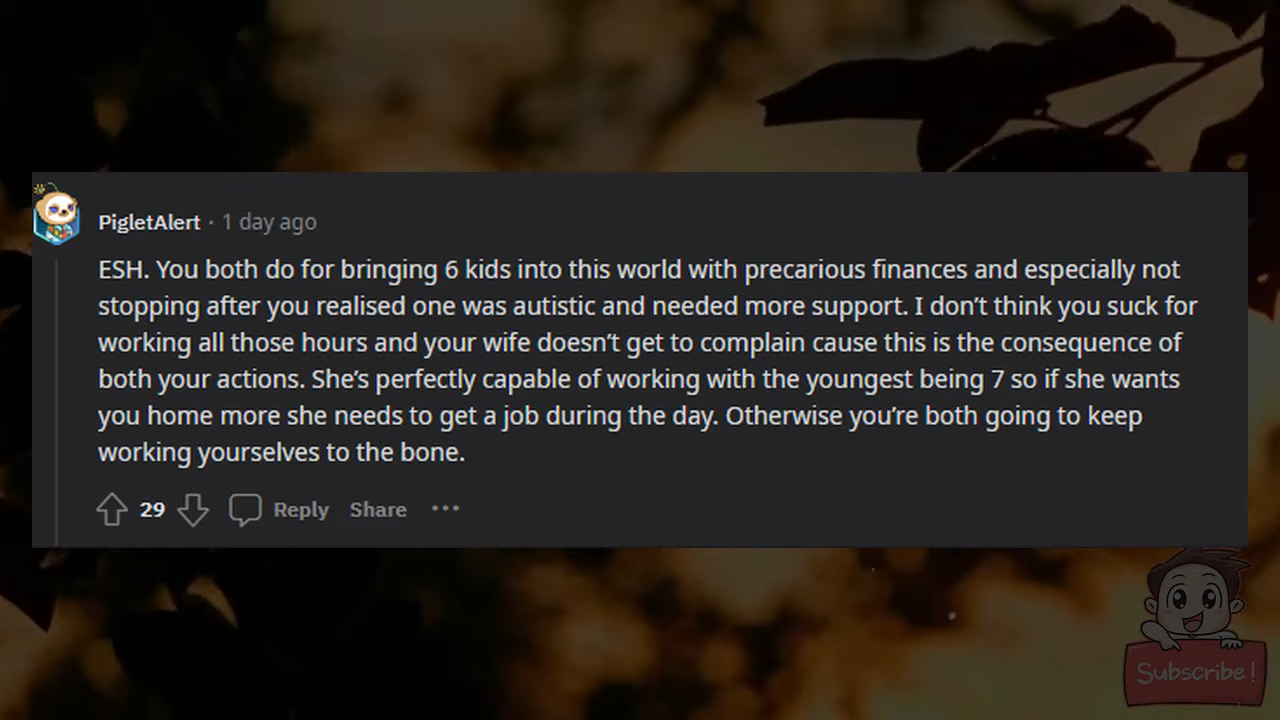 PigletAlert · 1 day ago
ESH. You both do for bringing 6 kids into this world with precarious finances and especially not
stopping after you realised one was autistic and needed more support. I don’t think you suck for
working all those hours and your wife doesn’t get to complain cause this is the consequence of
both your actions. She’s perfectly capable of working with the youngest being 7 so if she wants
you home more she needs to get a job during the day. Otherwise you’re both going to keep
working yourselves to the bone.
29 Reply Share ···
Subscribe!